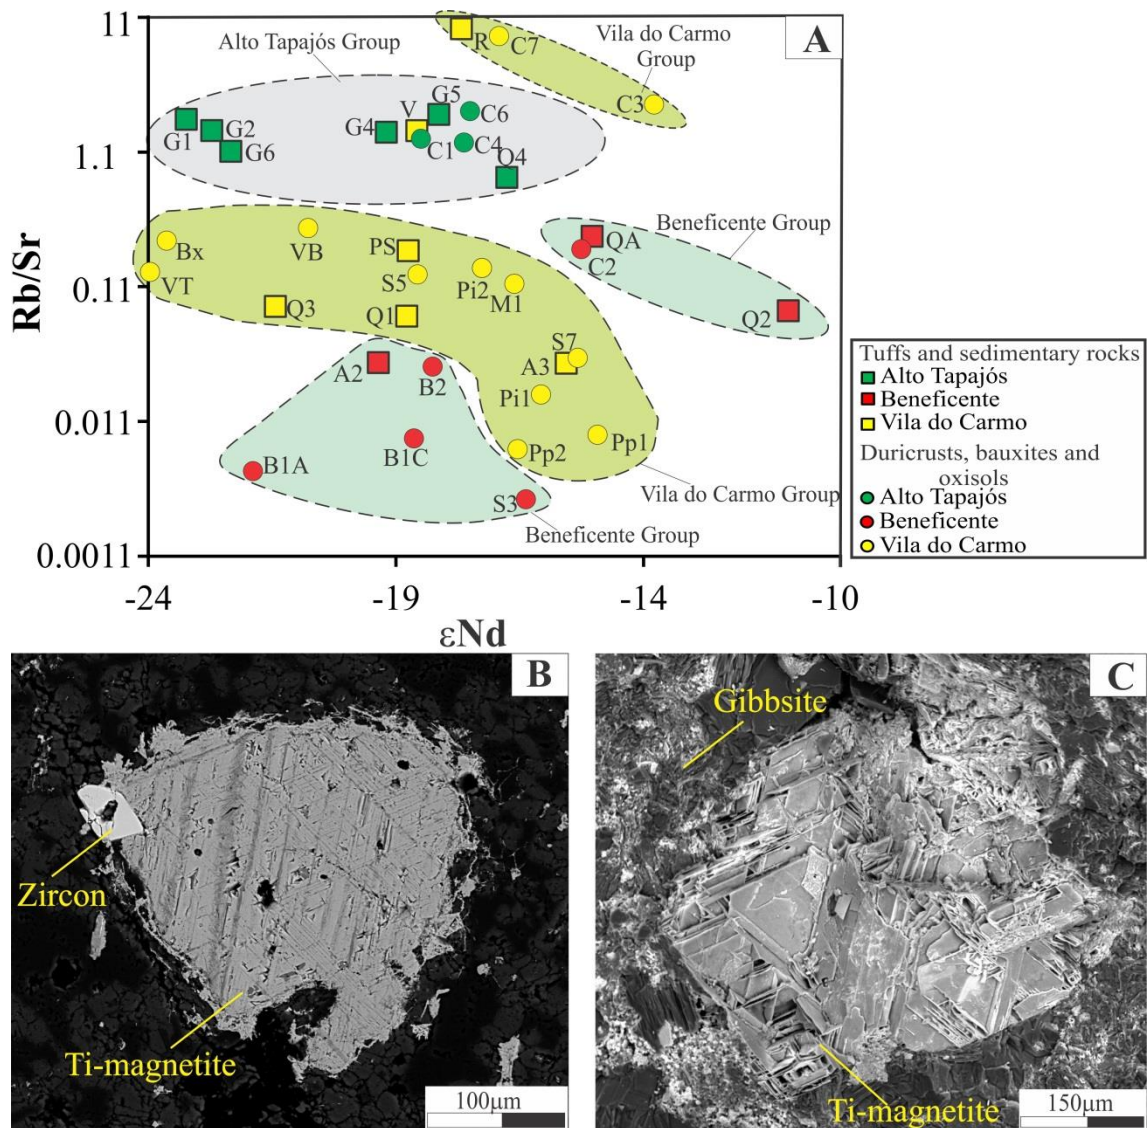 A
11
1.1
0.11
0.011
0.0011
Rb/Sr
-24
-19
-14
-10
εNd
Alto Tapajós Group
Vila do Carmo
Group
R
C7
C3
G1
G2
G6
G4
V
G5
C6
C1
C4
Q4
Beneficente Group
QA
C2
Q2
Bx
VT
VB
PS
S5
Pi2
M1
Q3
Q1
S7
A3
Pi1
Pp2
Pp1
Vila do Carmo Group
A2
B2
B1C
B1A
S3
Beneficente Group
Tuffs and sedimentary rocks
Alto Tapajós
Beneficente
Vila do Carmo
Duricrusts, bauxites and
oxisols
Alto Tapajós
Beneficente
Vila do Carmo
B
Zircon
Ti-magnetite
100μm
C
Gibbsite
Ti-magnetite
150μm